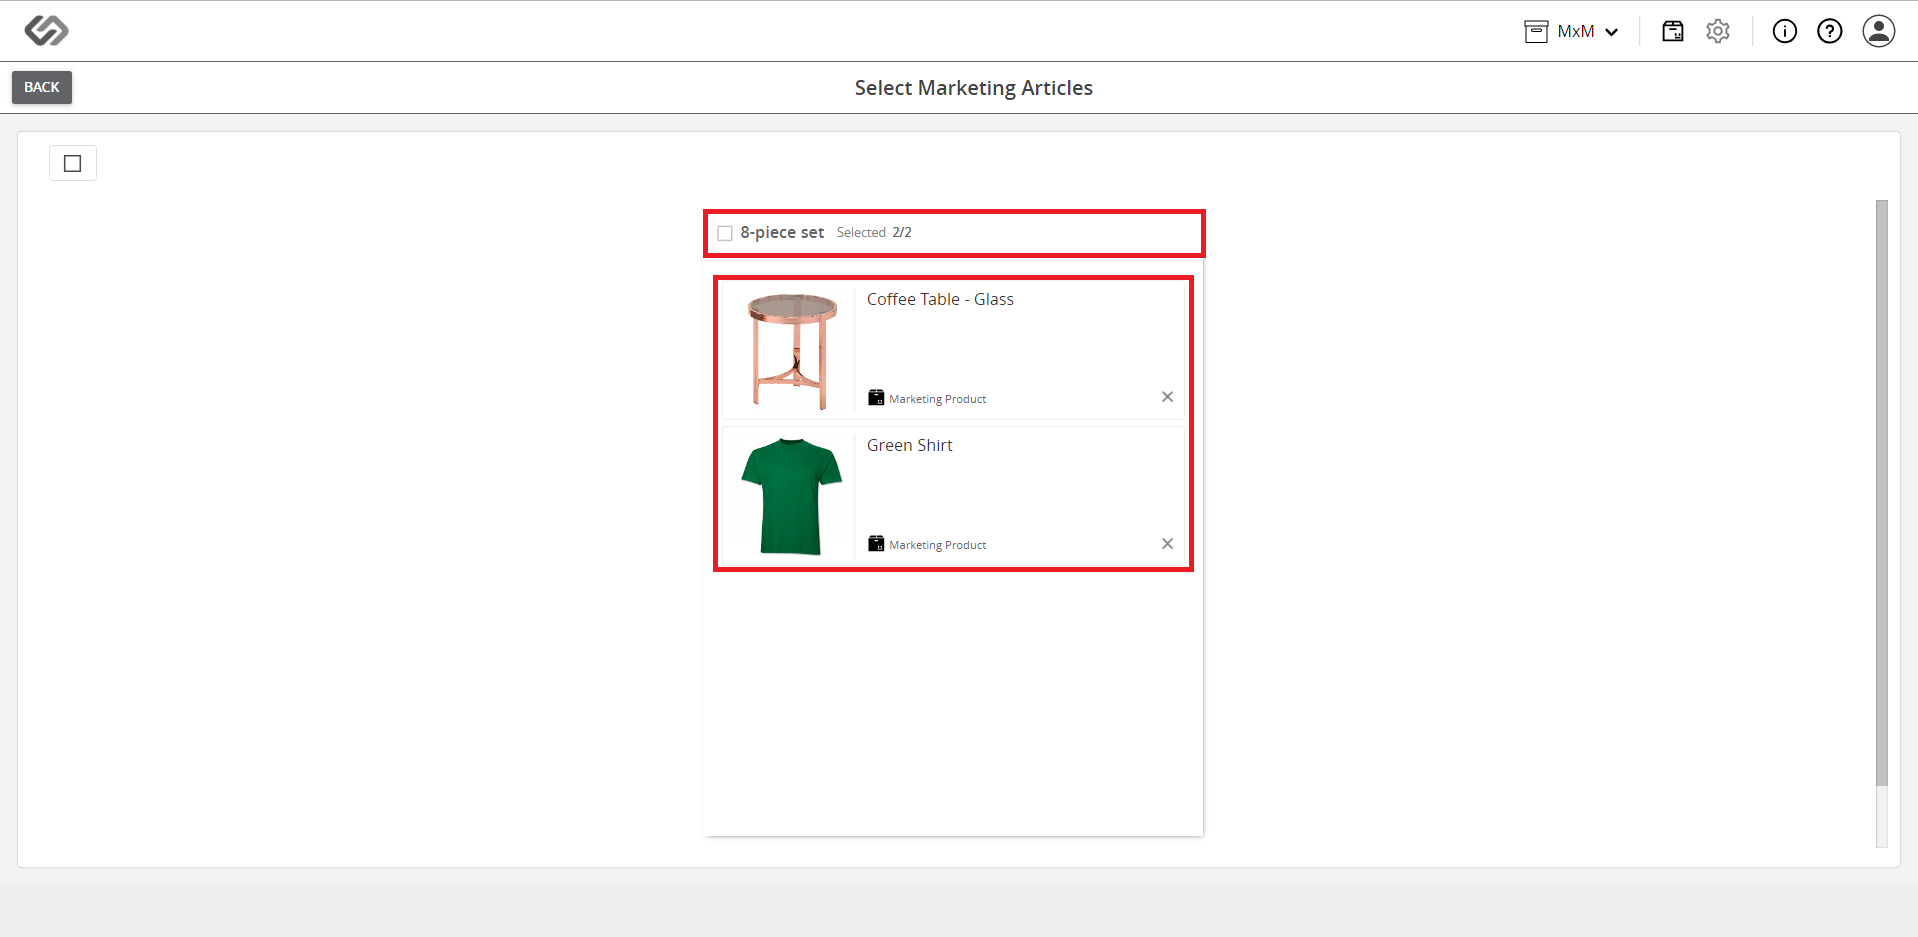 MxM
BACK
Select Marketing Articles
8-piece set Selected 2/2
Coffee Table - Glass
Marketing Product
Green Shirt
Marketing Product